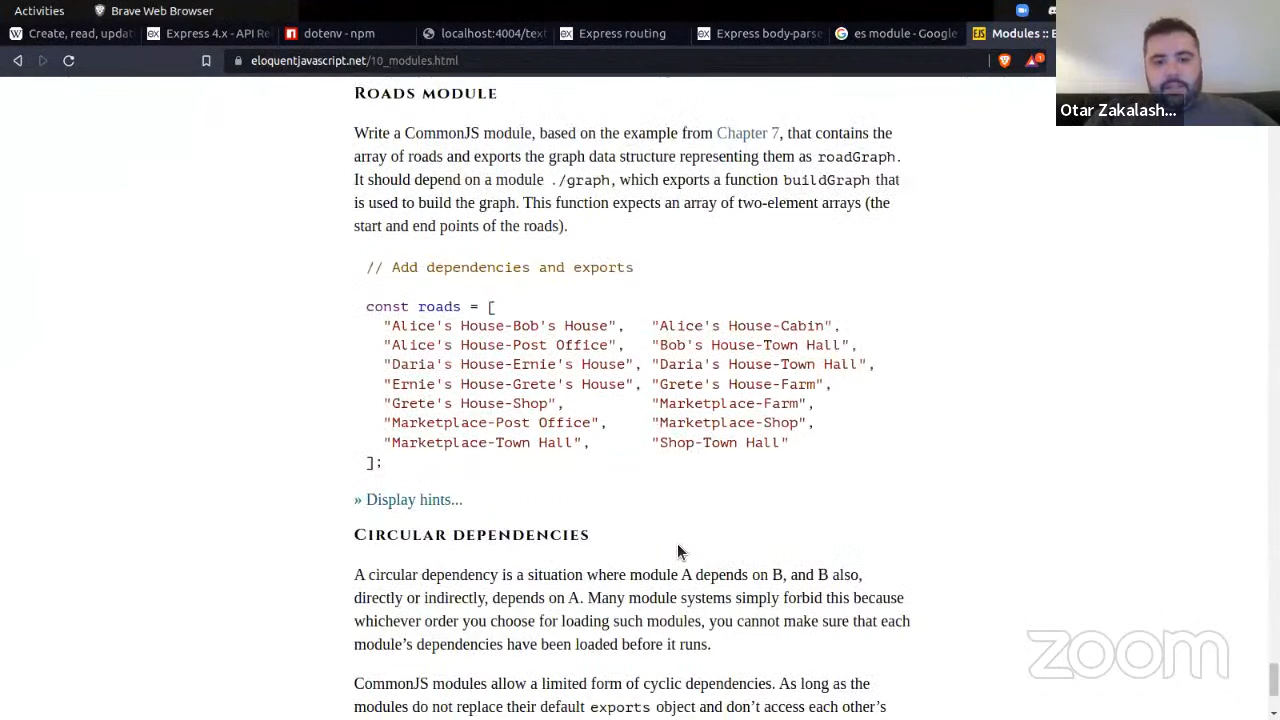 Activities
Brave Web Browser
Create, read, updat
Express 4.x - API Re
dotenv - npm
localhost:4004/text
Express routing
Express body-parse
es module - Google
Modules :: E
eloquentjavascript.net/10_modules.html
1
Otar Zakalash...
Roads module
Write a CommonJS module, based on the example from Chapter 7, that contains the
array of roads and exports the graph data structure representing them as roadGraph.
It should depend on a module ./graph, which exports a function buildGraph that
is used to build the graph. This function expects an array of two-element arrays (the
start and end points of the roads).
// Add dependencies and exports
const roads = [
"Alice's House-Bob's House",   "Alice's House-Cabin",
"Alice's House-Post Office",   "Bob's House-Town Hall",
"Daria's House-Ernie's House", "Daria's House-Town Hall",
"Ernie's House-Grete's House", "Grete's House-Farm",
"Grete's House-Shop",          "Marketplace-Farm",
"Marketplace-Post Office",     "Marketplace-Shop",
"Marketplace-Town Hall",       "Shop-Town Hall"
];
» Display hints...
Circular dependencies
A circular dependency is a situation where module A depends on B, and B also,
directly or indirectly, depends on A. Many module systems simply forbid this because
whichever order you choose for loading such modules, you cannot make sure that each
module’s dependencies have been loaded before it runs.
CommonJS modules allow a limited form of cyclic dependencies. As long as the
modules do not replace their default exports object and don’t access each other’s
zoom